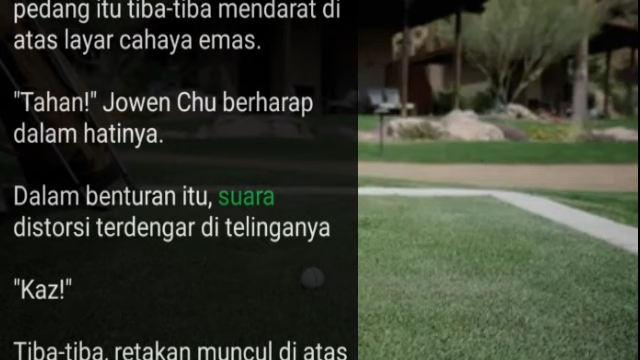 pedang itu tiba-tiba mendarat di
atas layar cahaya emas.
"Tahan!" Jowen Chu berharap
dalam hatinya.
Dalam benturan itu, suara
distorsi terdengar di telinganya
"Kaz!"
Tiba-tiba, retakan muncul di atas